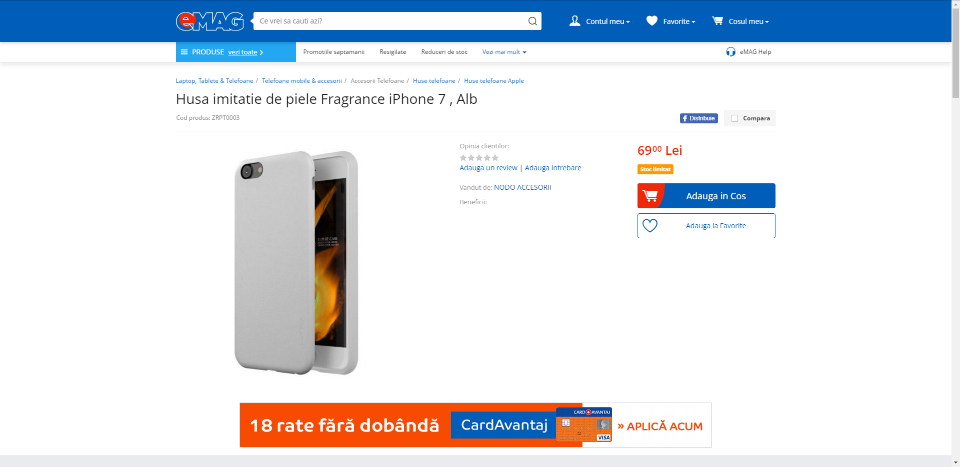 eMAG
Ce vrei sa cauti azi?
Contul meu
Favorite
Cosul meu
PRODUSE vezi toate
Promotiile saptamanii
Resigilate
Reduceri de stoc
Vezi mai mult
eMAG Help
Laptop, Tablete & Telefoane / Telefoane mobile & accesorii / Accesorii Telefoane / Huse telefoane / Huse telefoane Apple
Husa imitatie de piele Fragrance iPhone 7 , Alb
Cod produs: ZRPT0003
Distribuie
Compara
Opinia clientilor:
Adauga un review | Adauga intrebare
Vandut de: NODO ACCESORII
Beneficii:
69⁰⁰ Lei
Stoc limitat
Adauga in Cos
Adauga la Favorite
18 rate fără dobândă
CardAvantaj
CARD AVANTAJ
VISA
» APLICĂ ACUM